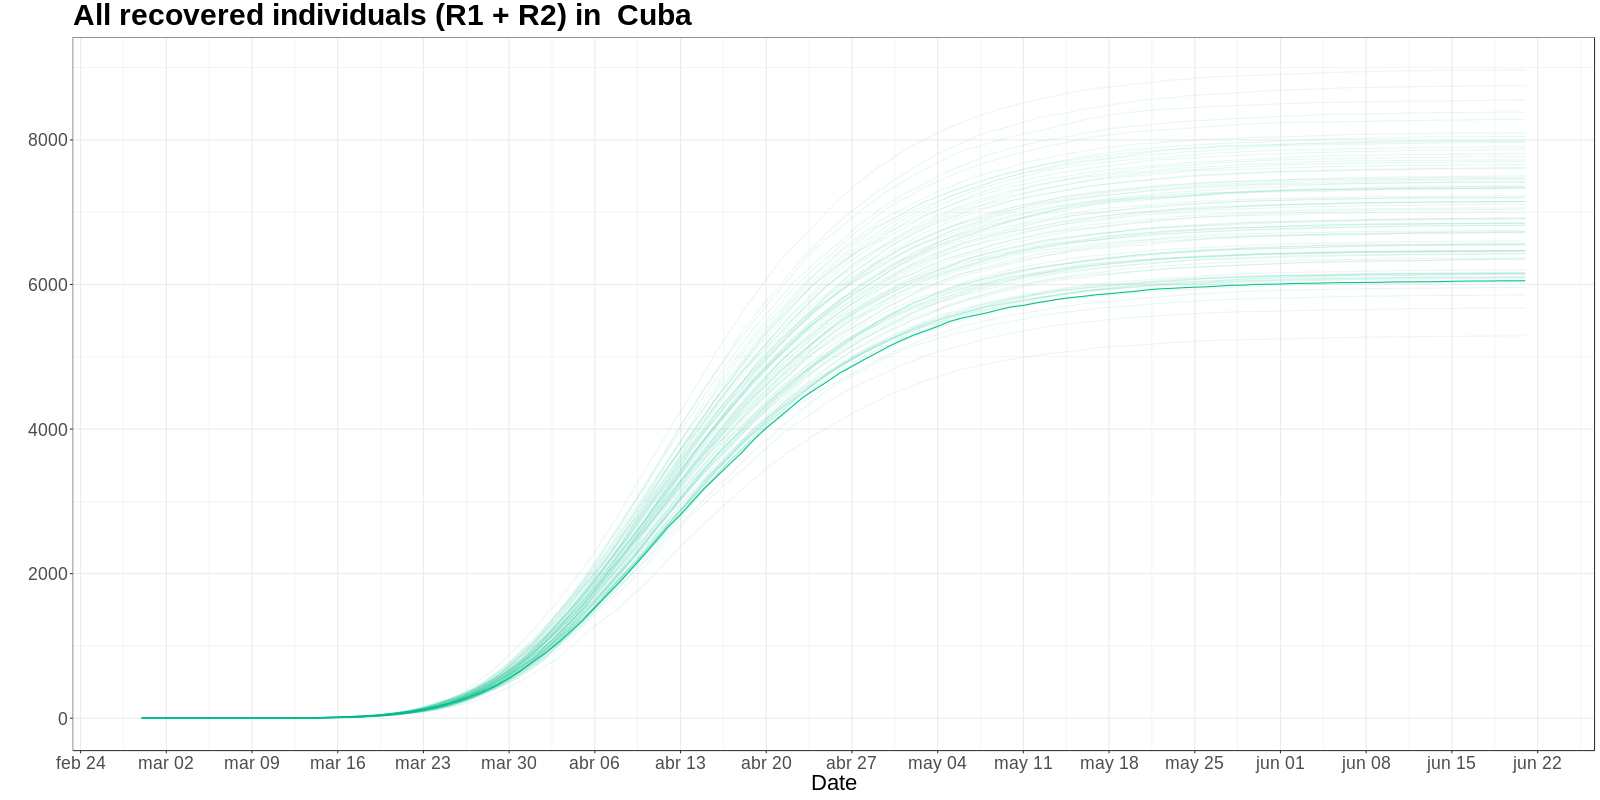 All recovered individuals (R1 + R2) in  Cuba
8000
6000
4000
2000
0
feb 24 mar 02 mar 09 mar 16 mar 23 mar 30 abr 06 abr 13 abr 20 abr 27 may 04 may 11 may 18 may 25 jun 01 jun 08 jun 15 jun 22
Date